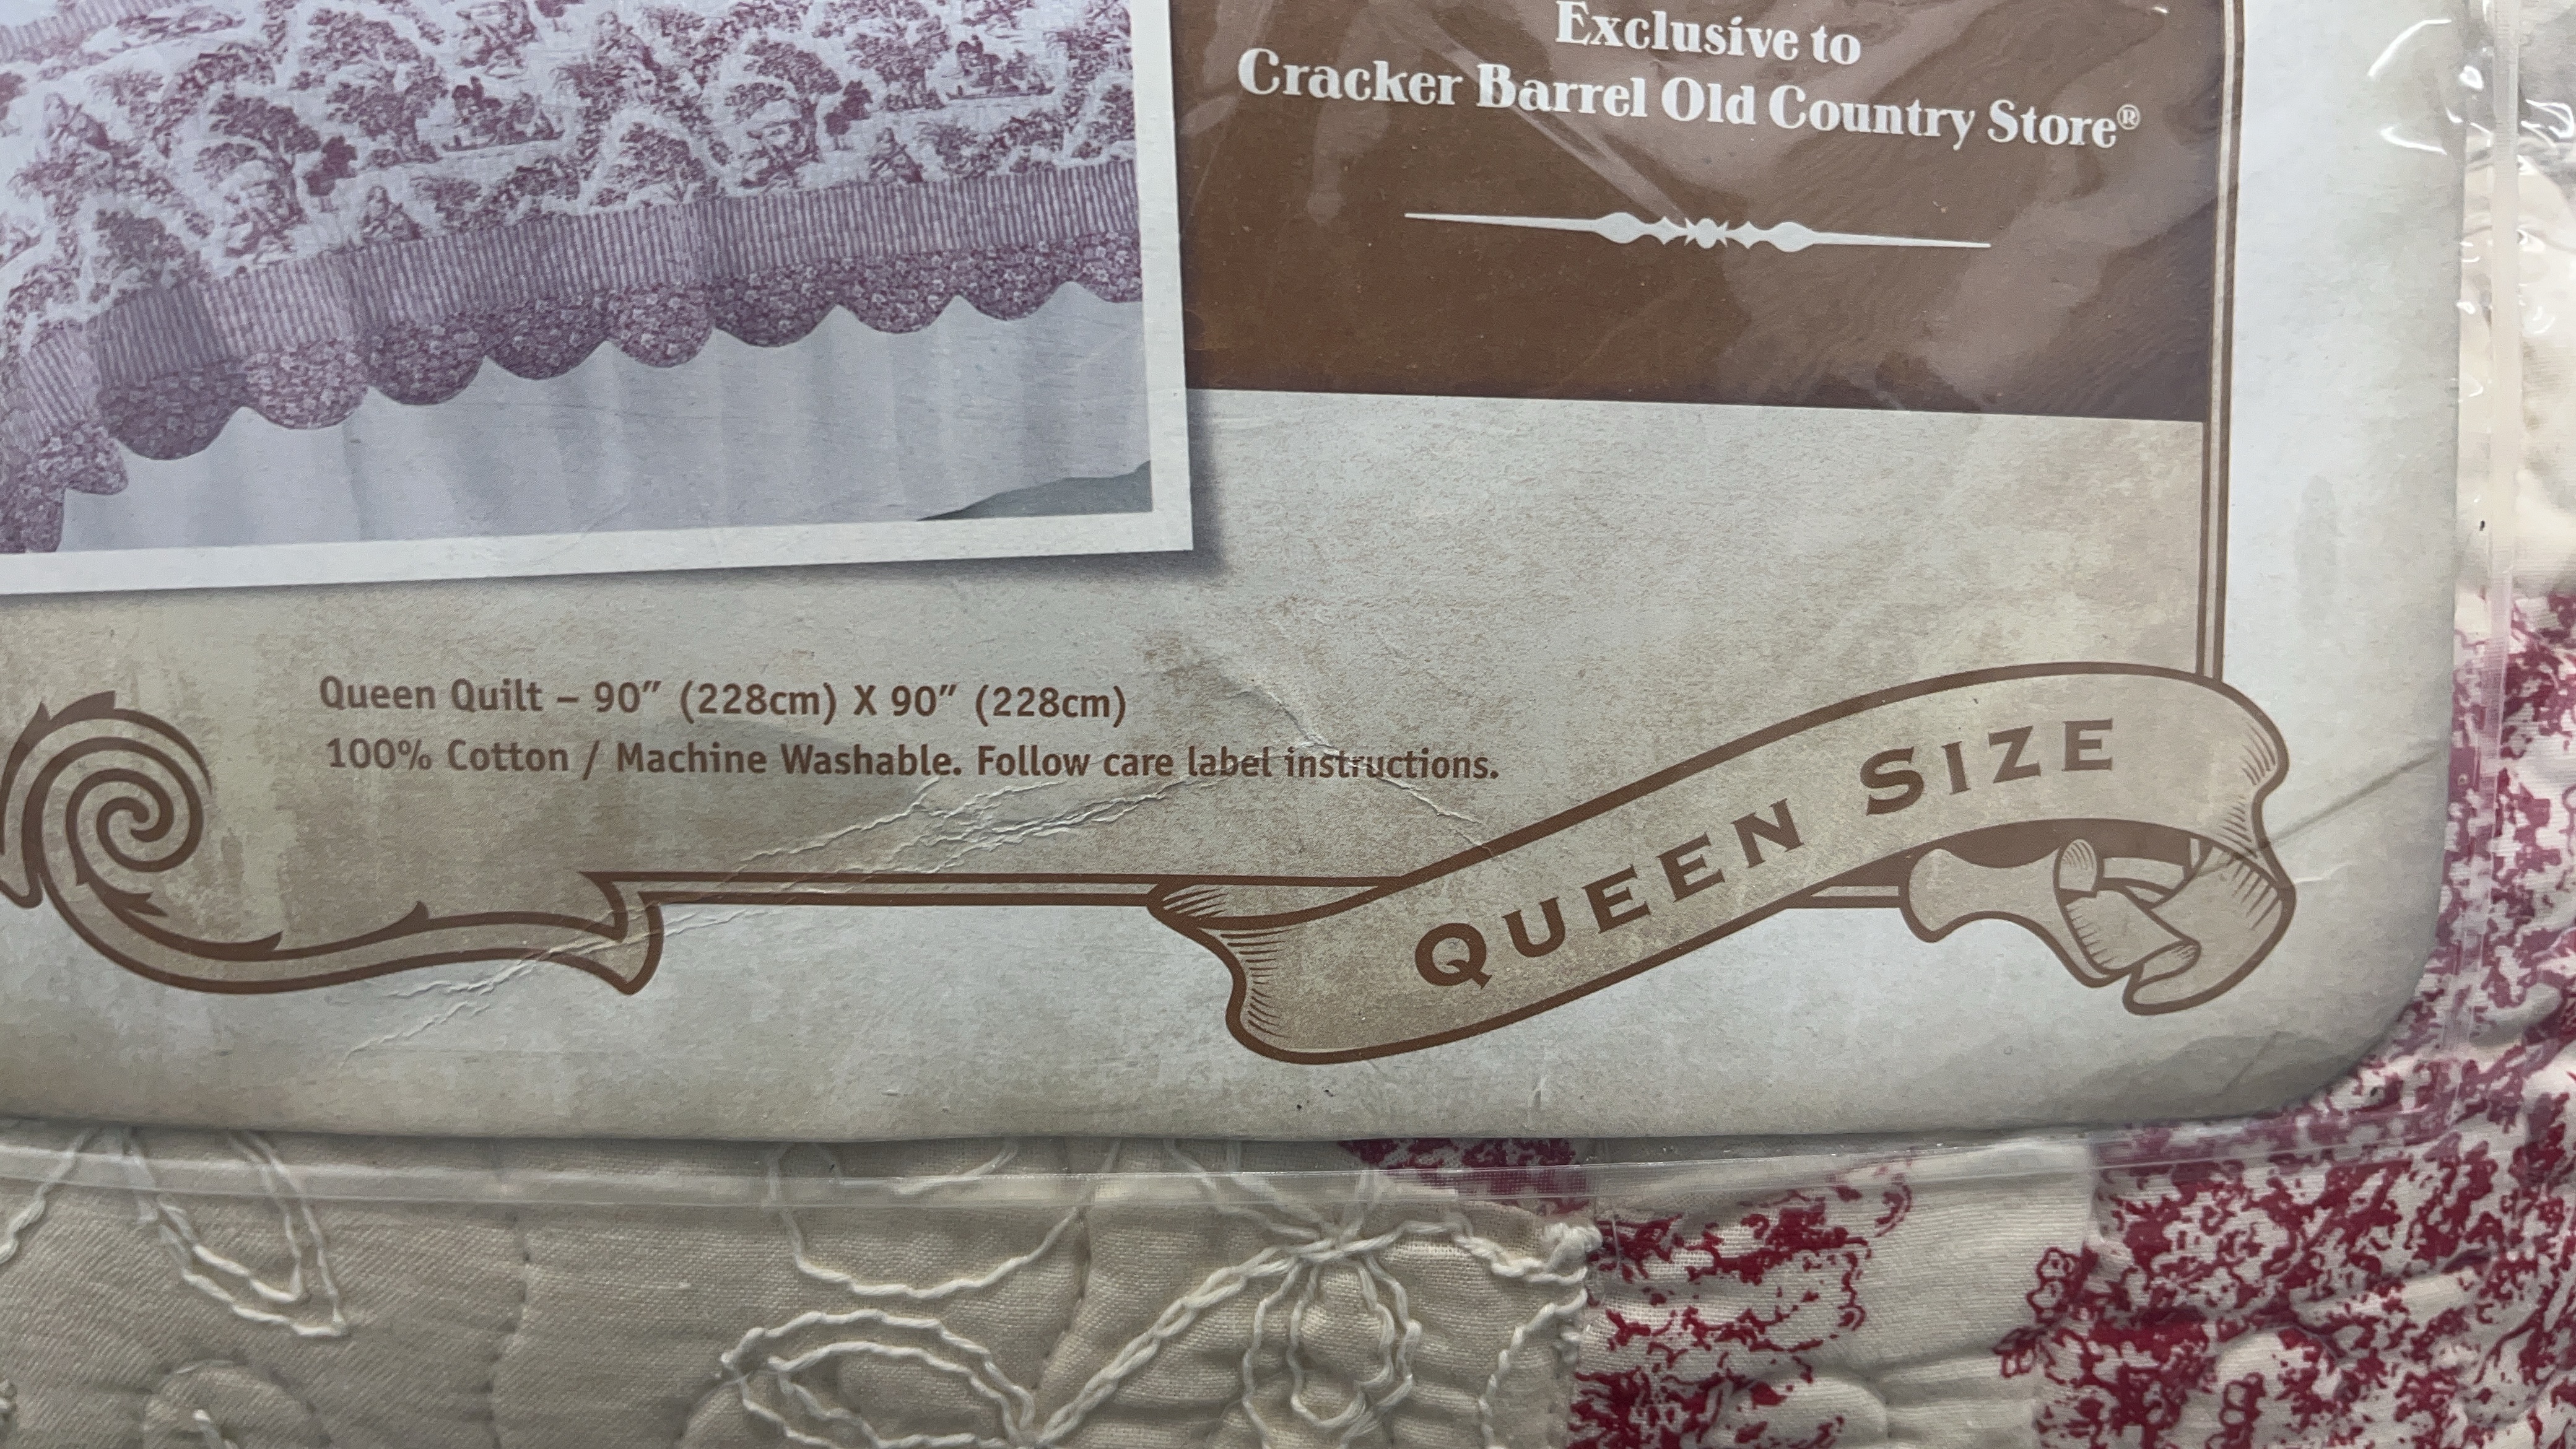 Exclusive to
Cracker Barrel Old Country Store®
Queen Quilt – 90” (228cm) X 90” (228cm)
100% Cotton / Machine Washable. Follow care label instructions.
QUEEN SIZE